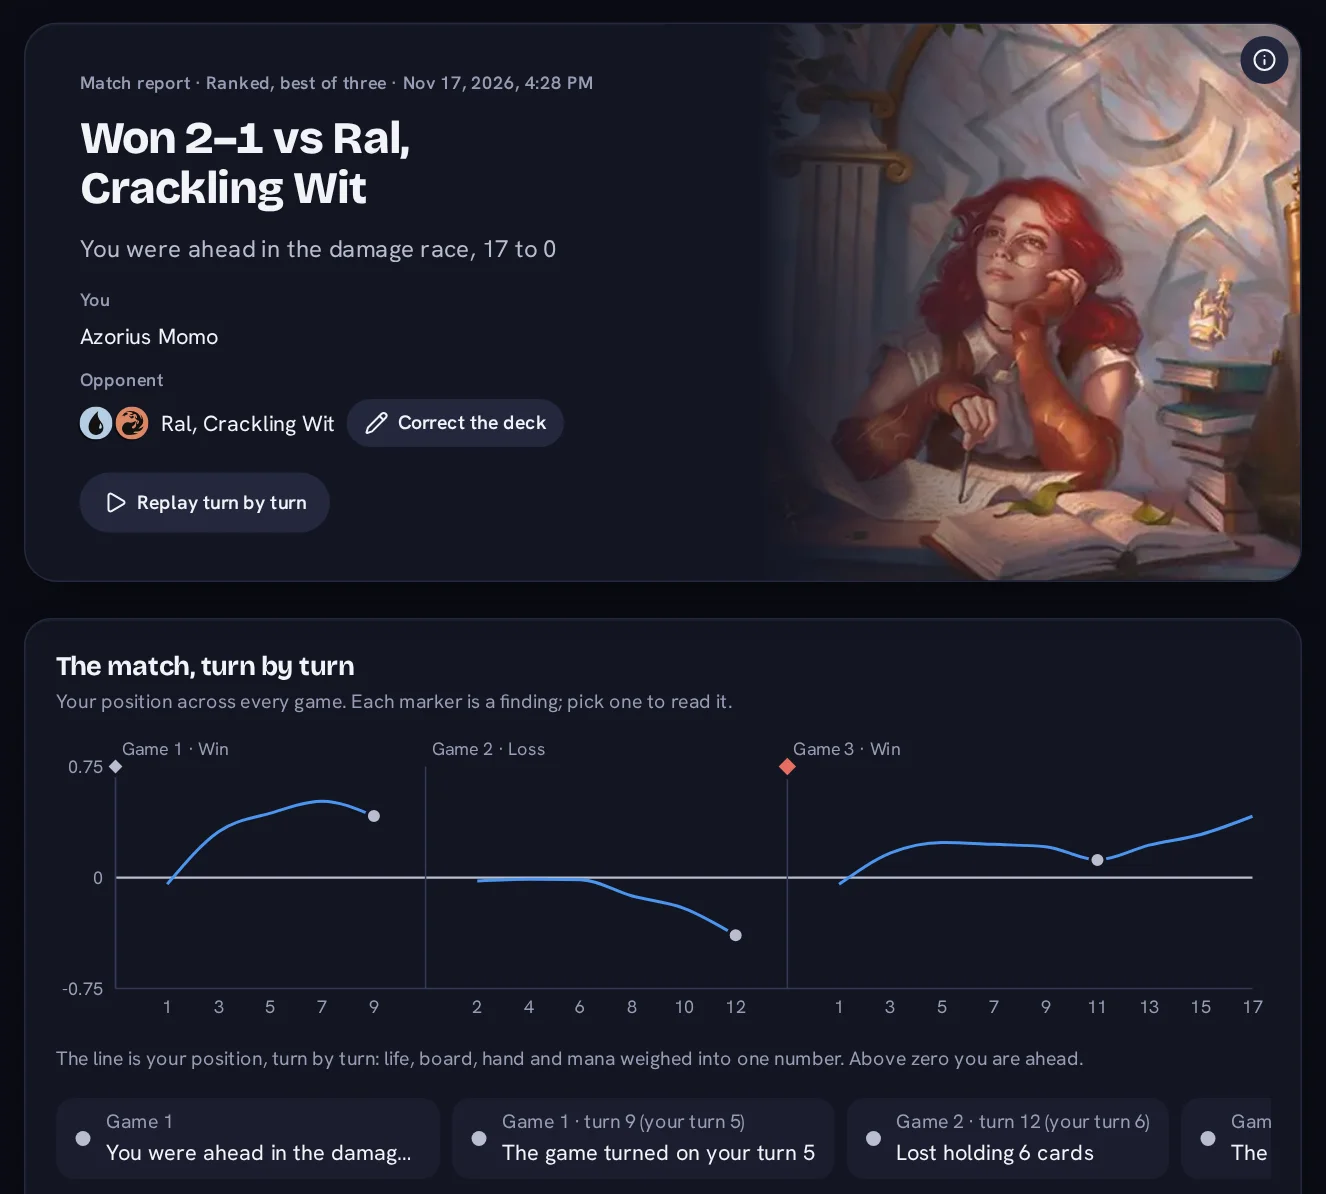 Match report · Ranked, best of three · Nov 17, 2026, 4:28 PM
Won 2–1 vs Ral,
Crackling Wit
You were ahead in the damage race, 17 to 0
You
Azorius Momo
Opponent
Ral, Crackling Wit
Correct the deck
Replay turn by turn
The match, turn by turn
Your position across every game. Each marker is a finding; pick one to read it.
Game 1 · Win
Game 2 · Loss
Game 3 · Win
0.75
0
-0.75
1 3 5 7 9 2 4 6 8 10 12 1 3 5 7 9 11 13 15 17
The line is your position, turn by turn: life, board, hand and mana weighed into one number. Above zero you are ahead.
Game 1
You were ahead in the damag...
Game 1 · turn 9 (your turn 5)
The game turned on your turn 5
Game 2 · turn 12 (your turn 6)
Lost holding 6 cards
Gam
The